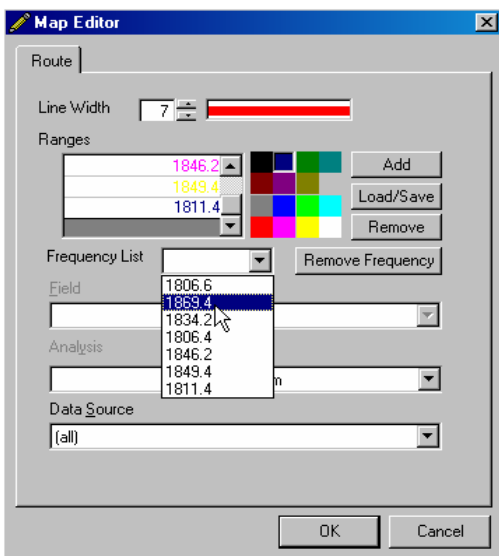 Map Editor
Route
Line Width 7
Ranges
1846.2
1849.4
1811.4
Add
Load/Save
Remove
Frequency List
Remove Frequency
1806.6
1869.4
1834.2
1806.4
1846.2
1849.4
1811.4
Field
Analysis
Data Source
(all)
OK Cancel